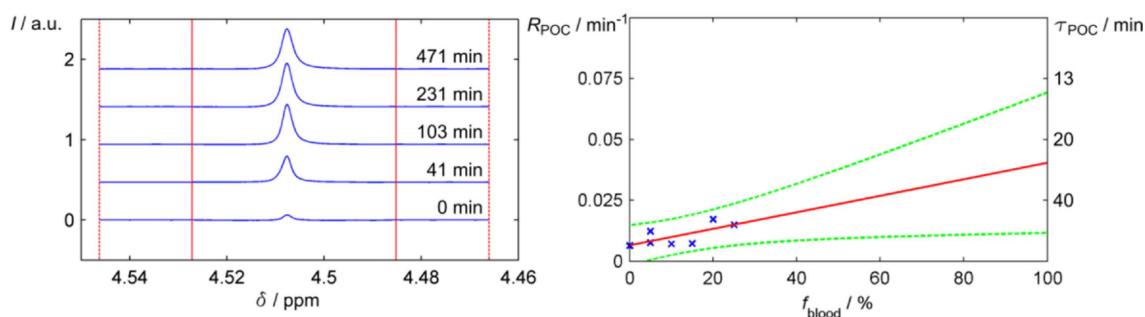 I / a.u.
2
1
0
471 min
231 min
103 min
41 min
0 min
4.54
4.52
4.5
4.48
4.46
δ / ppm
R_POC / min⁻¹
0.1
0.075
0.05
0.025
0
τ_POC / min
13
20
40
0
20
40
60
80
100
f_blood / %